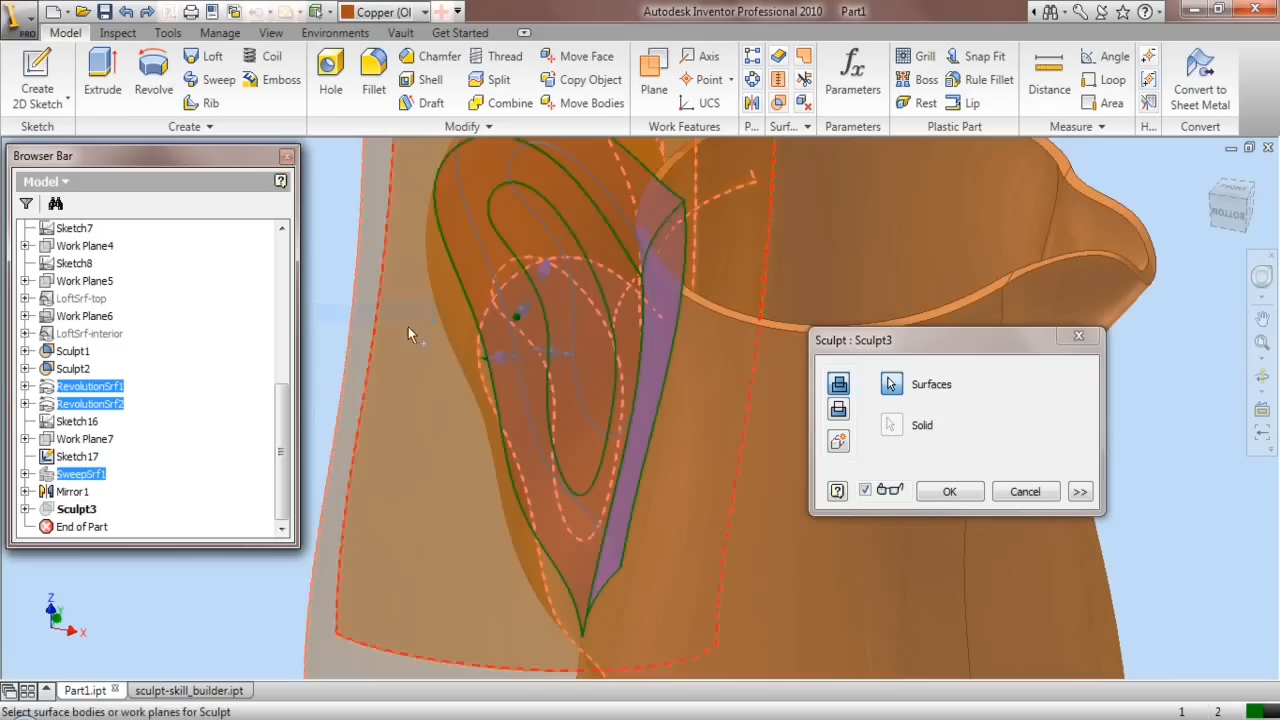 PRO
Copper (Ol
Autodesk Inventor Professional 2010 Part1
Model Inspect Tools Manage View Environments Vault Get Started
Create
2D Sketch
Extrude
Revolve
Loft
Sweep
Rib
Coil
Emboss
Hole
Fillet
Chamfer
Shell
Draft
Thread
Split
Combine
Move Face
Copy Object
Move Bodies
Plane
Axis
Point
UCS
fx
Parameters
Grill
Boss
Rest
Snap Fit
Rule Fillet
Lip
Distance
Angle
Loop
Area
Convert to
Sheet Metal
Sketch Create Modify Work Features P... Surf... Parameters Plastic Part Measure H... Convert
Browser Bar
Model
Sketch7
Work Plane4
Sketch8
Work Plane5
LoftSrf-top
Work Plane6
LoftSrf-interior
Sculpt1
Sculpt2
RevolutionSrf1
RevolutionSrf2
Sketch16
Work Plane7
Sketch17
SweepSrf1
Mirror1
Sculpt3
End of Part
FRONT
BOTTOM
Sculpt : Sculpt3
Surfaces
Solid
OK Cancel >>
Z
Y
X
Part1.ipt sculpt-skill_builder.ipt
Select surface bodies or work planes for Sculpt 1 2